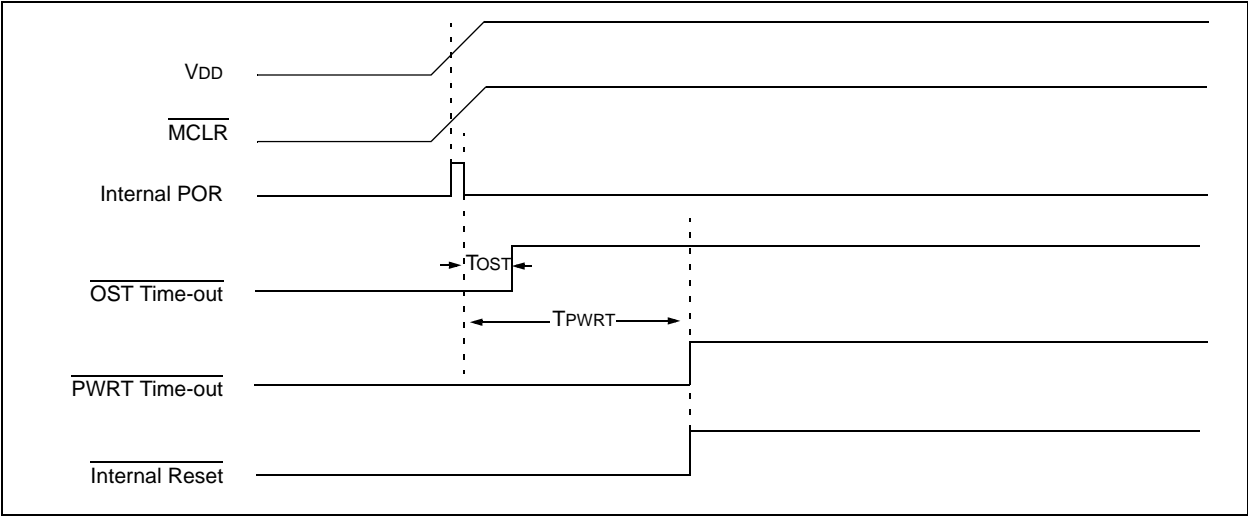 VDD
MCLR
Internal POR
TOST
OST Time-out
TPWRT
PWRT Time-out
Internal Reset